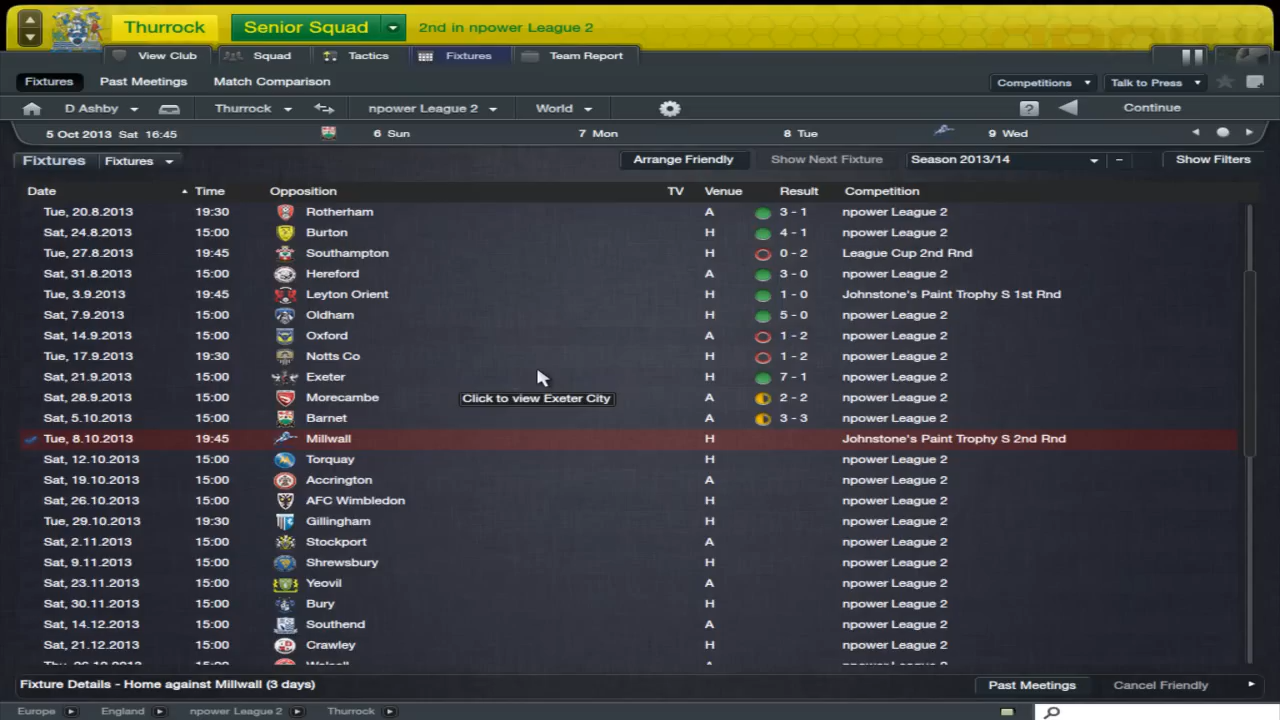 Thurrock Senior Squad 2nd in npower League 2
View Club Squad Tactics Fixtures Team Report
Fixtures Past Meetings Match Comparison Competitions Talk to Press
D Ashby Thurrock npower League 2 World ? Continue
5 Oct 2013 Sat 16:45 6 Sun 7 Mon 8 Tue 9 Wed
Fixtures Fixtures Arrange Friendly Show Next Fixture Season 2013/14 Show Filters
Date Time Opposition TV Venue Result Competition
Tue, 20.8.2013 19:30 Rotherham A 3 - 1 npower League 2
Sat, 24.8.2013 15:00 Burton H 4 - 1 npower League 2
Tue, 27.8.2013 19:45 Southampton H 0 - 2 League Cup 2nd Rnd
Sat, 31.8.2013 15:00 Hereford A 3 - 0 npower League 2
Tue, 3.9.2013 19:45 Leyton Orient H 1 - 0 Johnstone's Paint Trophy S 1st Rnd
Sat, 7.9.2013 15:00 Oldham H 5 - 0 npower League 2
Sat, 14.9.2013 15:00 Oxford A 1 - 2 npower League 2
Tue, 17.9.2013 19:30 Notts Co H 1 - 2 npower League 2
Sat, 21.9.2013 15:00 Exeter H 7 - 1 npower League 2
Sat, 28.9.2013 15:00 Morecambe A 2 - 2 npower League 2
Click to view Exeter City
Sat, 5.10.2013 15:00 Barnet A 3 - 3 npower League 2
Tue, 8.10.2013 19:45 Millwall H Johnstone's Paint Trophy S 2nd Rnd
Sat, 12.10.2013 15:00 Torquay H npower League 2
Sat, 19.10.2013 15:00 Accrington A npower League 2
Sat, 26.10.2013 15:00 AFC Wimbledon H npower League 2
Tue, 29.10.2013 19:30 Gillingham H npower League 2
Sat, 2.11.2013 15:00 Stockport A npower League 2
Sat, 9.11.2013 15:00 Shrewsbury H npower League 2
Sat, 23.11.2013 15:00 Yeovil A npower League 2
Sat, 30.11.2013 15:00 Bury H npower League 2
Sat, 14.12.2013 15:00 Southend A npower League 2
Sat, 21.12.2013 15:00 Crawley H npower League 2
Thu, 26.12.2013 15:00 Walsall A npower League 2
Fixture Details - Home against Millwall (3 days) Past Meetings Cancel Friendly
Europe England npower League 2 Thurrock